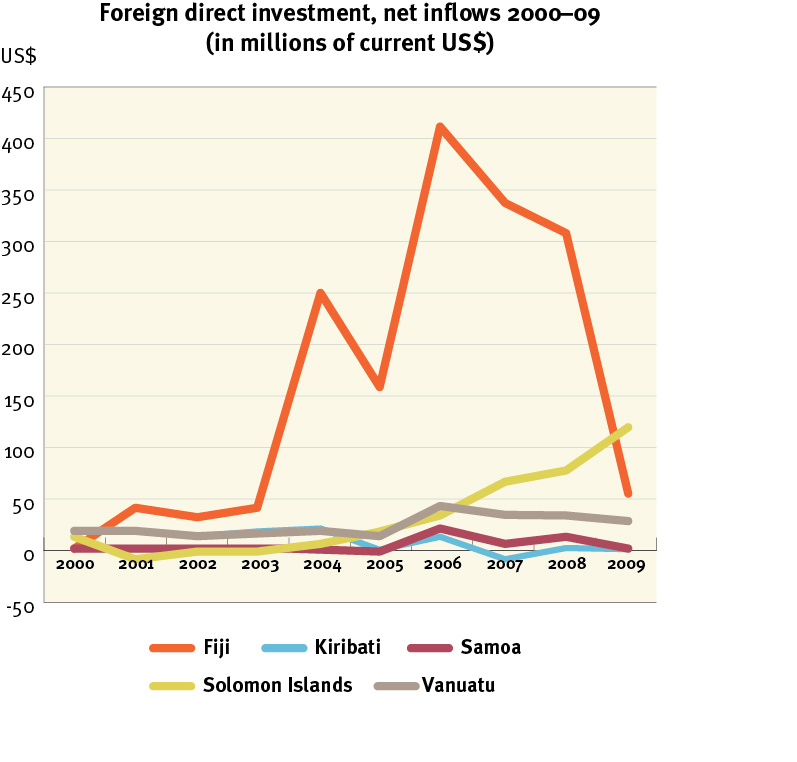 Foreign direct investment, net inflows 2000–09
(in millions of current US$)
US$
450
400
350
300
250
200
150
100
50
0
-50
2000 2001 2002 2003 2004 2005 2006 2007 2008 2009
Fiji Kiribati Samoa
Solomon Islands Vanuatu